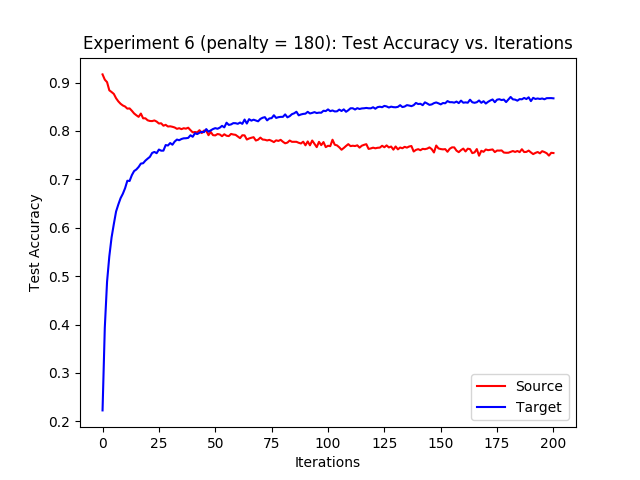 Experiment 6 (penalty = 180): Test Accuracy vs. Iterations
Test Accuracy
0.9
0.8
0.7
0.6
0.5
0.4
0.3
0.2
0 25 50 75 100 125 150 175 200
Iterations
Source
Target